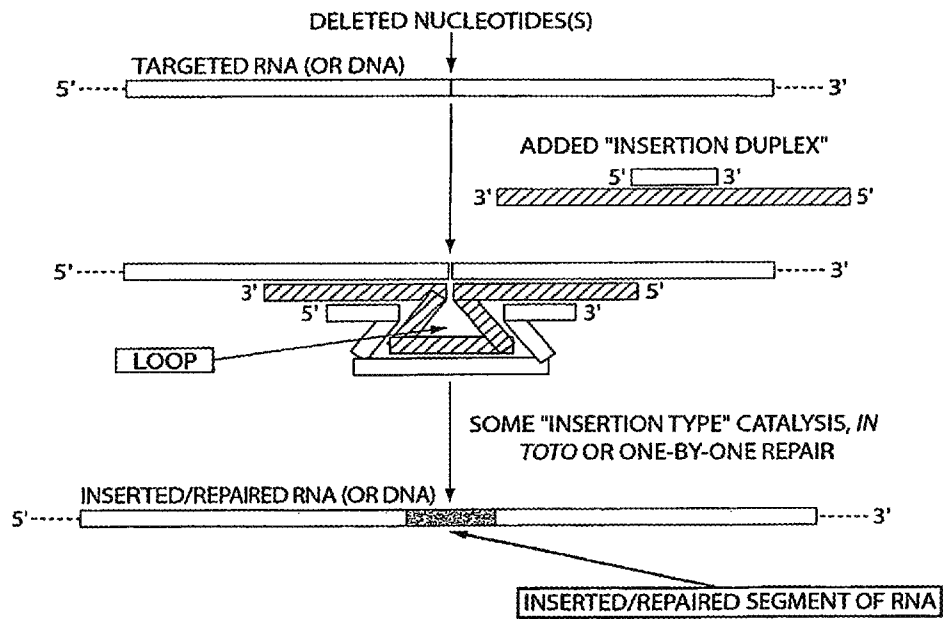 DELETED NUCLEOTIDES(S)
TARGETED RNA (OR DNA)
5' 3'
ADDED "INSERTION DUPLEX"
5' 3'
3' 5'
5' 3'
3' 5'
5' 3'
LOOP
SOME "INSERTION TYPE" CATALYSIS, IN
TOTO OR ONE-BY-ONE REPAIR
INSERTED/REPAIRED RNA (OR DNA)
5' 3'
INSERTED/REPAIRED SEGMENT OF RNA